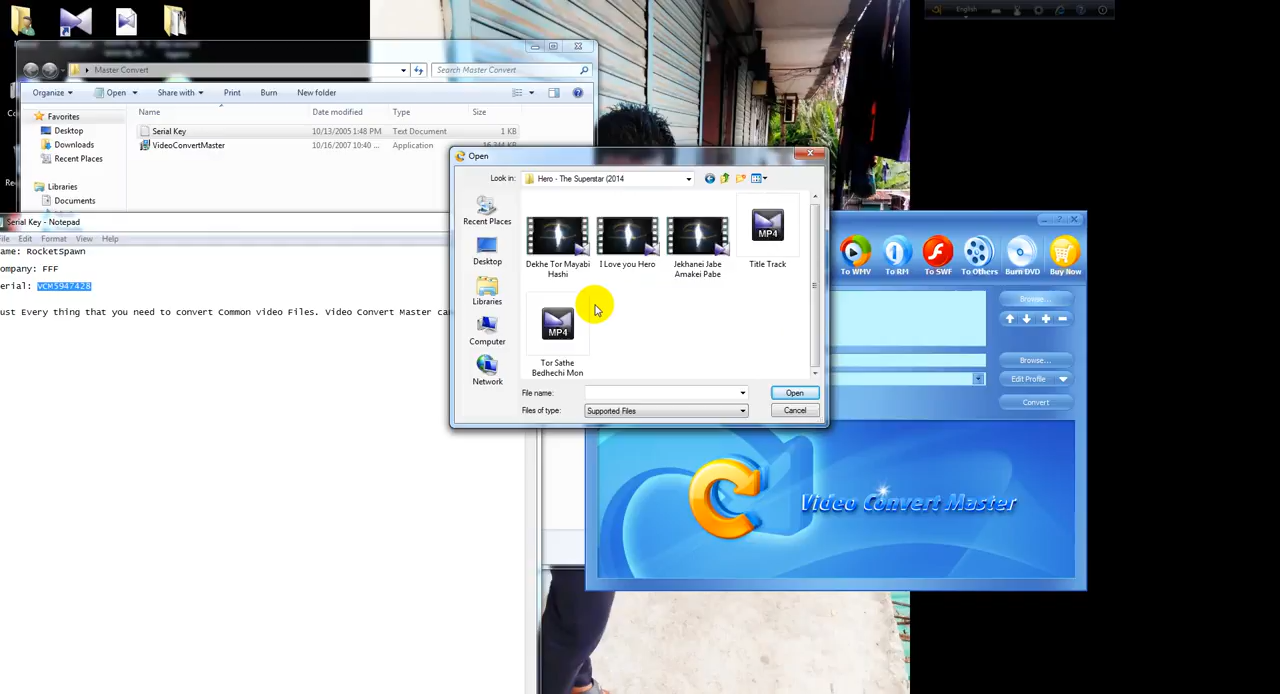 English
Master Convert
Search Master Convert
Organize
Open
Share with
Print
Burn
New folder
Favorites
Desktop
Downloads
Recent Places
Libraries
Documents
Name
Date modified
Type
Size
Serial Key
10/13/2005 1:48 PM
Text Document
1 KB
VideoConvertMaster
10/16/2007 10:40 ...
Application
Serial Key - Notepad
File Edit Format View Help
ame: RocketSpawn
ompany: FFF
erial: VCM5947428
ust Every thing that you need to convert Common video Files. Video Convert Master ca
Open
Look in:
Hero - The Superstar (2014
Recent Places
Desktop
Libraries
Computer
Network
Dekhe Tor Mayabi
Hashi
I Love you Hero
Jekhanei Jabe
Amakei Pabe
MP4
Title Track
MP4
Tor Sathe
Bedhechi Mon
File name:
Open
Files of type:
Supported Files
Cancel
To WMV
To RM
To SWF
To Others
Burn DVD
Buy Now
Browse...
Browse...
Edit Profile
Convert
Video Convert Master